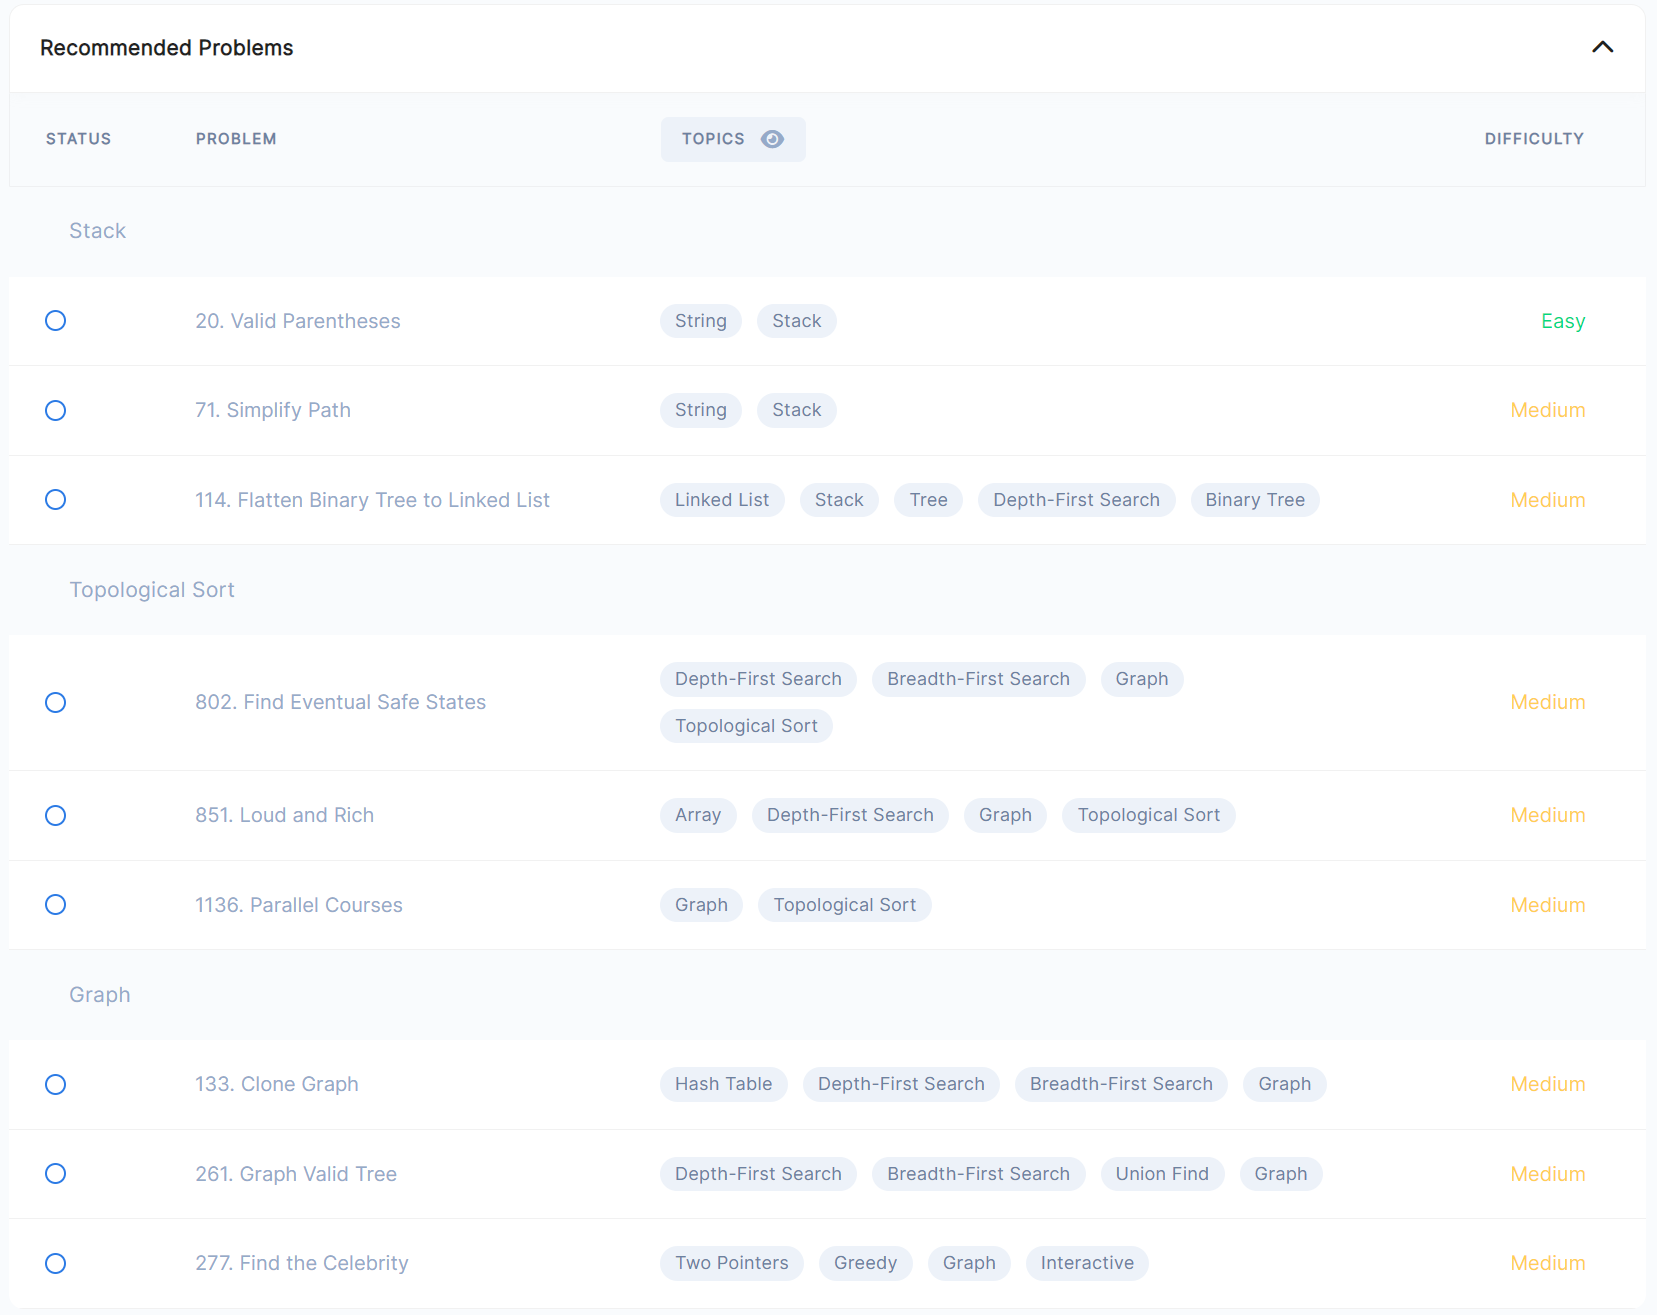 Recommended Problems
STATUS PROBLEM TOPICS DIFFICULTY
Stack
20. Valid Parentheses String Stack Easy
71. Simplify Path String Stack Medium
114. Flatten Binary Tree to Linked List Linked List Stack Tree Depth-First Search Binary Tree Medium
Topological Sort
802. Find Eventual Safe States Depth-First Search Breadth-First Search Graph Medium
Topological Sort
851. Loud and Rich Array Depth-First Search Graph Topological Sort Medium
1136. Parallel Courses Graph Topological Sort Medium
Graph
133. Clone Graph Hash Table Depth-First Search Breadth-First Search Graph Medium
261. Graph Valid Tree Depth-First Search Breadth-First Search Union Find Graph Medium
277. Find the Celebrity Two Pointers Greedy Graph Interactive Medium